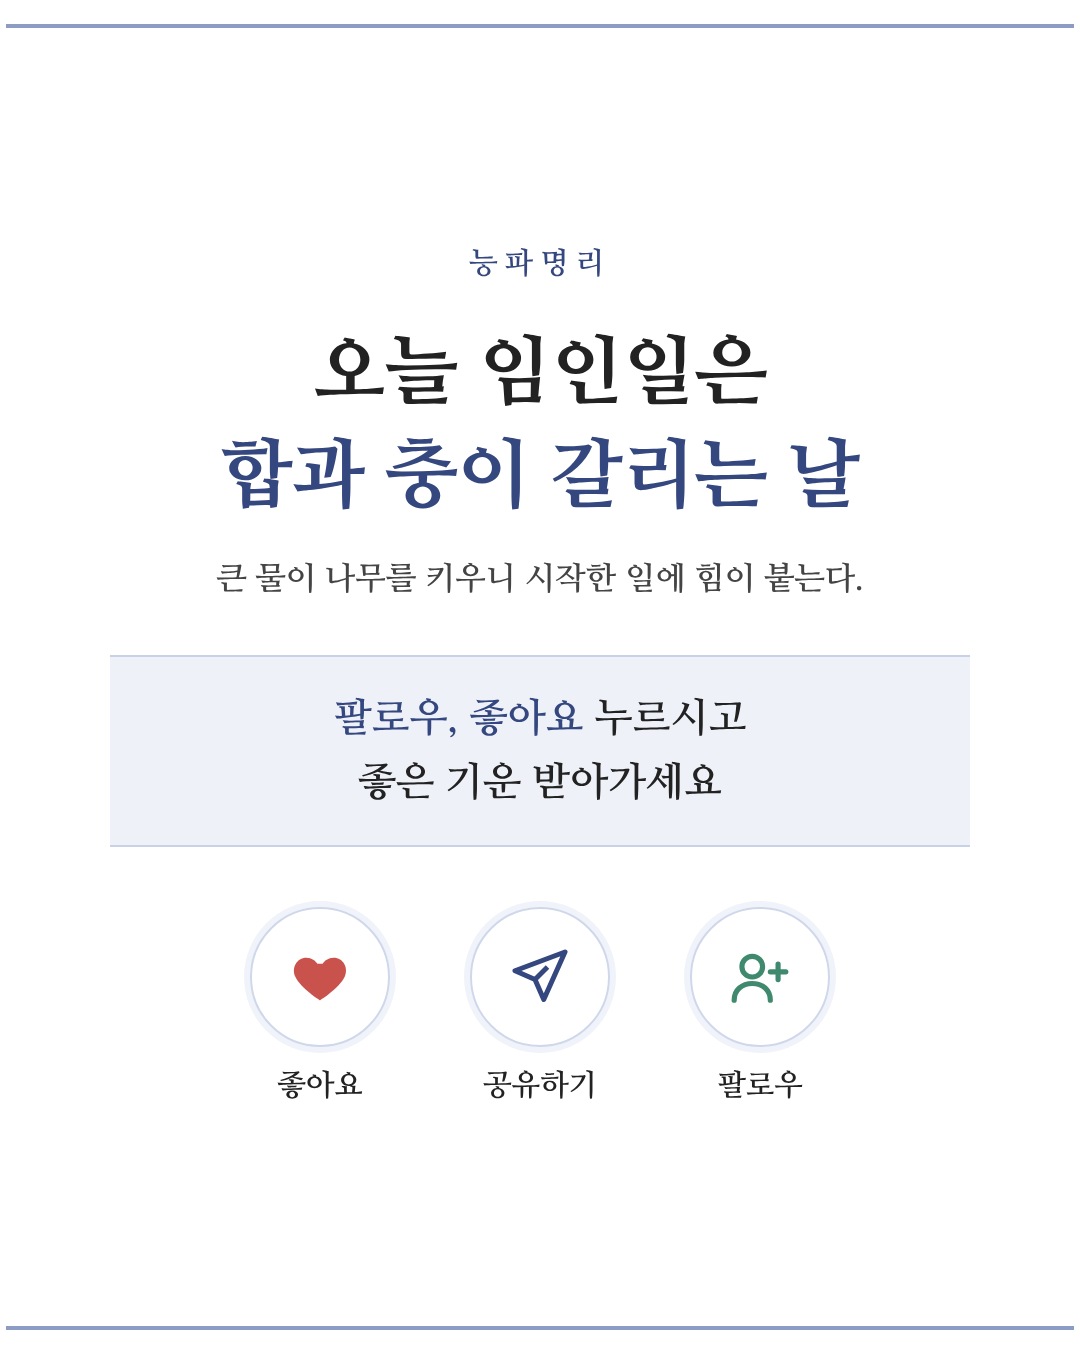 능파명리
오늘 임인일은
합과 충이 갈리는 날
큰 물이 나무를 키우니 시작한 일에 힘이 붙는다.
팔로우, 좋아요 누르시고
좋은 기운 받아가세요
좋아요 공유하기 팔로우